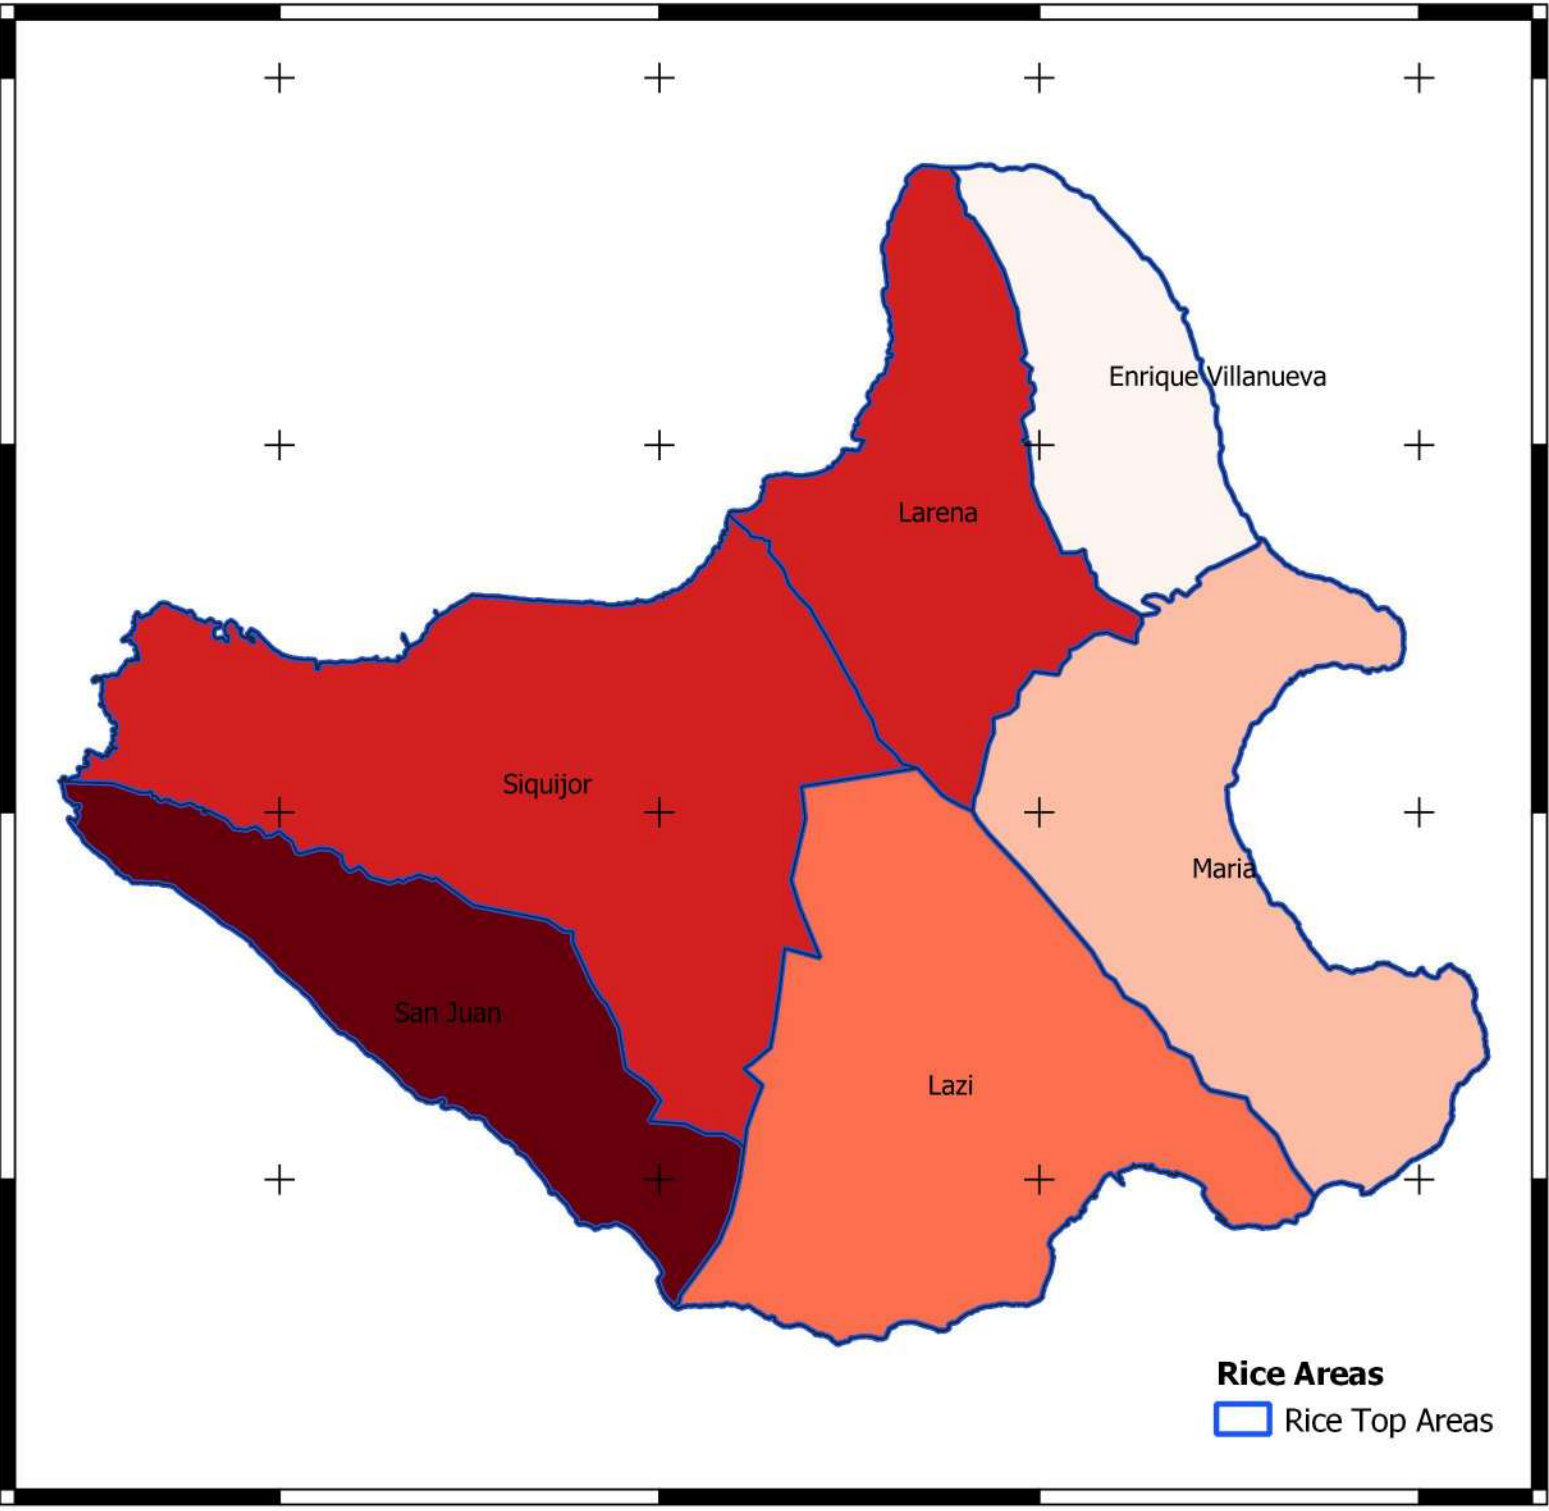 Enrique Villanueva
Larena
Siquijor
Maria
San Juan
Lazi
Rice Areas
Rice Top Areas